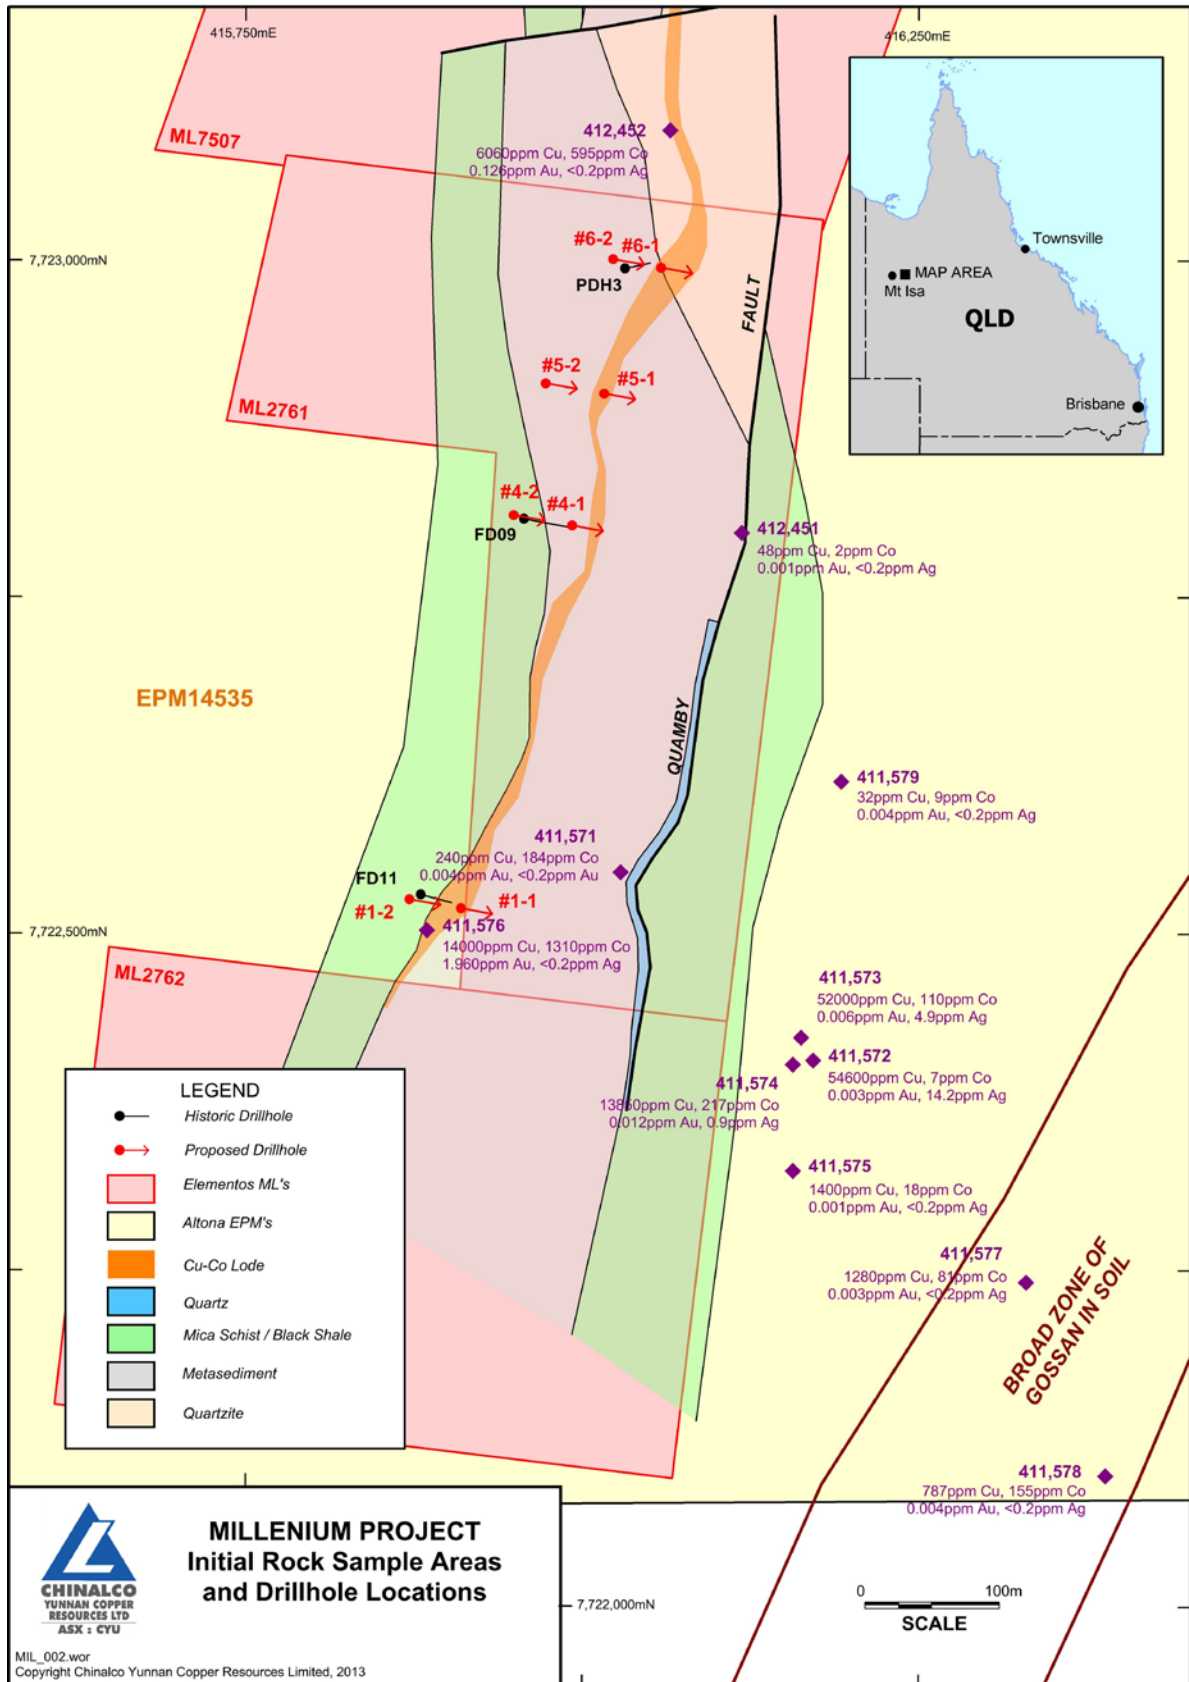 415,750mE
416,250mE
ML7507
412,452
6060ppm Cu, 595ppm Co
0.126ppm Au, <0.2ppm Ag
Townsville
MAP AREA
Mt Isa
QLD
Brisbane
7,723,000mN
#6-2
#6-1
PDH3
FAULT
#5-2
#5-1
ML2761
#4-2
#4-1
FD09
412,451
48ppm Cu, 2ppm Co
0.001ppm Au, <0.2ppm Ag
EPM14535
QUAMBY
411,579
32ppm Cu, 9ppm Co
0.004ppm Au, <0.2ppm Ag
411,571
240ppm Cu, 184ppm Co
0.004ppm Au, <0.2ppm Au
FD11
#1-2
#1-1
411,576
14000ppm Cu, 1310ppm Co
1.960ppm Au, <0.2ppm Ag
7,722,500mN
ML2762
411,573
52000ppm Cu, 110ppm Co
0.006ppm Au, 4.9ppm Ag
411,572
54600ppm Cu, 7ppm Co
0.003ppm Au, 14.2ppm Ag
411,574
13850ppm Cu, 217ppm Co
0.012ppm Au, 0.9ppm Ag
411,575
1400ppm Cu, 18ppm Co
0.001ppm Au, <0.2ppm Ag
411,577
1280ppm Cu, 81ppm Co
0.003ppm Au, <0.2ppm Ag
BROAD ZONE OF
GOSSAN IN SOIL
411,578
787ppm Cu, 155ppm Co
0.004ppm Au, <0.2ppm Ag
LEGEND
Historic Drillhole
Proposed Drillhole
Elementos ML's
Altona EPM's
Cu-Co Lode
Quartz
Mica Schist / Black Shale
Metasediment
Quartzite
CHINALCO
YUNNAN COPPER
RESOURCES LTD
ASX : CYU
MILLENIUM PROJECT
Initial Rock Sample Areas
and Drillhole Locations
7,722,000mN
0 100m
SCALE
MIL_002.wor
Copyright Chinalco Yunnan Copper Resources Limited, 2013